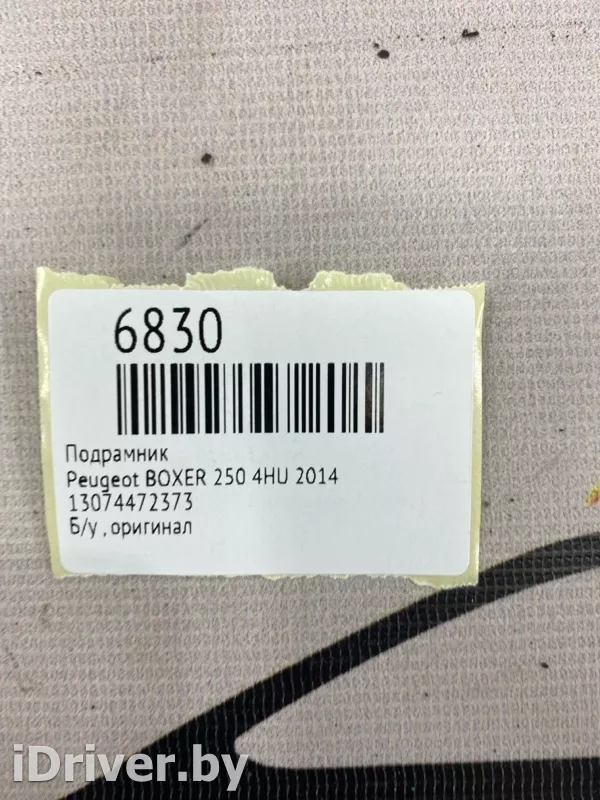 6830
Подрамник
Peugeot BOXER 250 4HU 2014
13074472373
Б/у , оригинал
iDriver.by